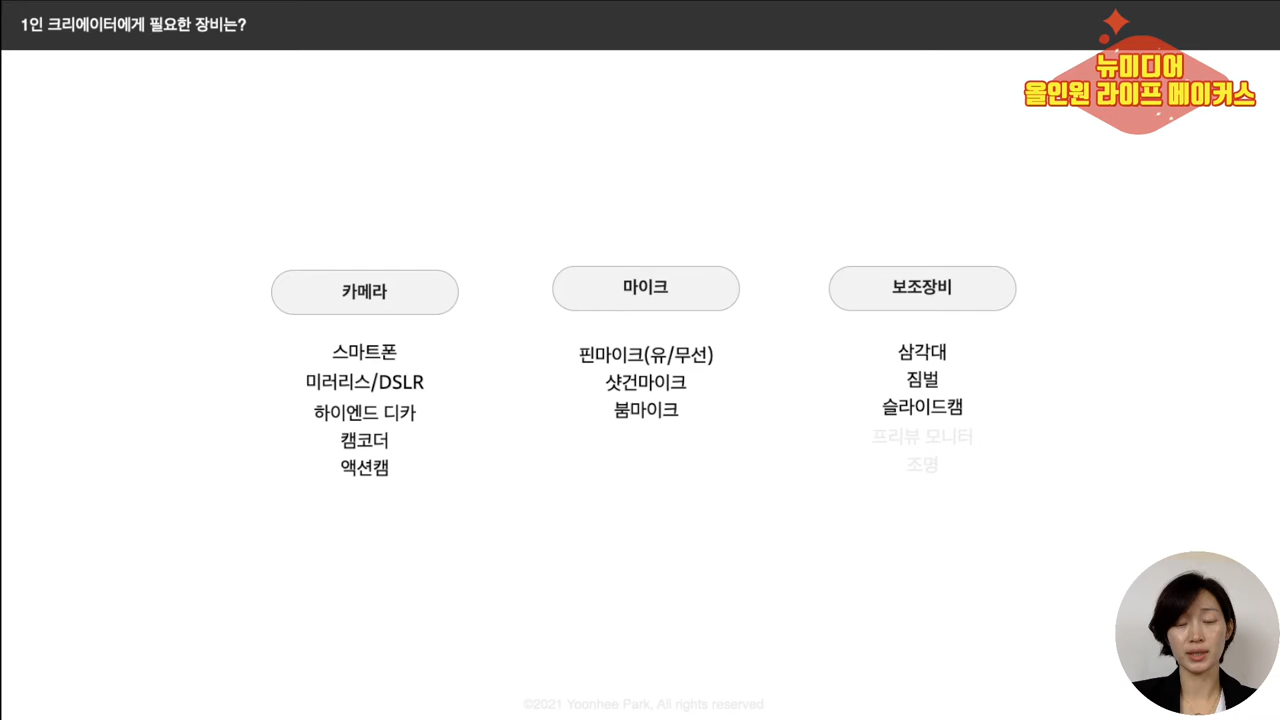 1인 크리에이터에게 필요한 장비는?
뉴미디어
올인원 라이프 메이커스
카메라
스마트폰
미러리스/DSLR
하이엔드 디카
캠코더
액션캠
마이크
핀마이크(유/무선)
샷건마이크
붐마이크
보조장비
삼각대
짐벌
슬라이드캠
프리뷰 모니터
조명
©2021 Yoonhee Park, All rights reserved